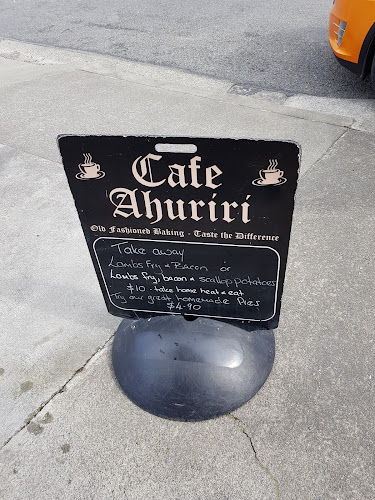 Cafe
Ahuriri
Old Fashioned Baking - Taste the Difference
Take away
Lambs Fry & Bacon or
Lambs fry, bacon & scallop potatoes
$10 - take home heat & eat
Try our great homemade Pies
$4.90